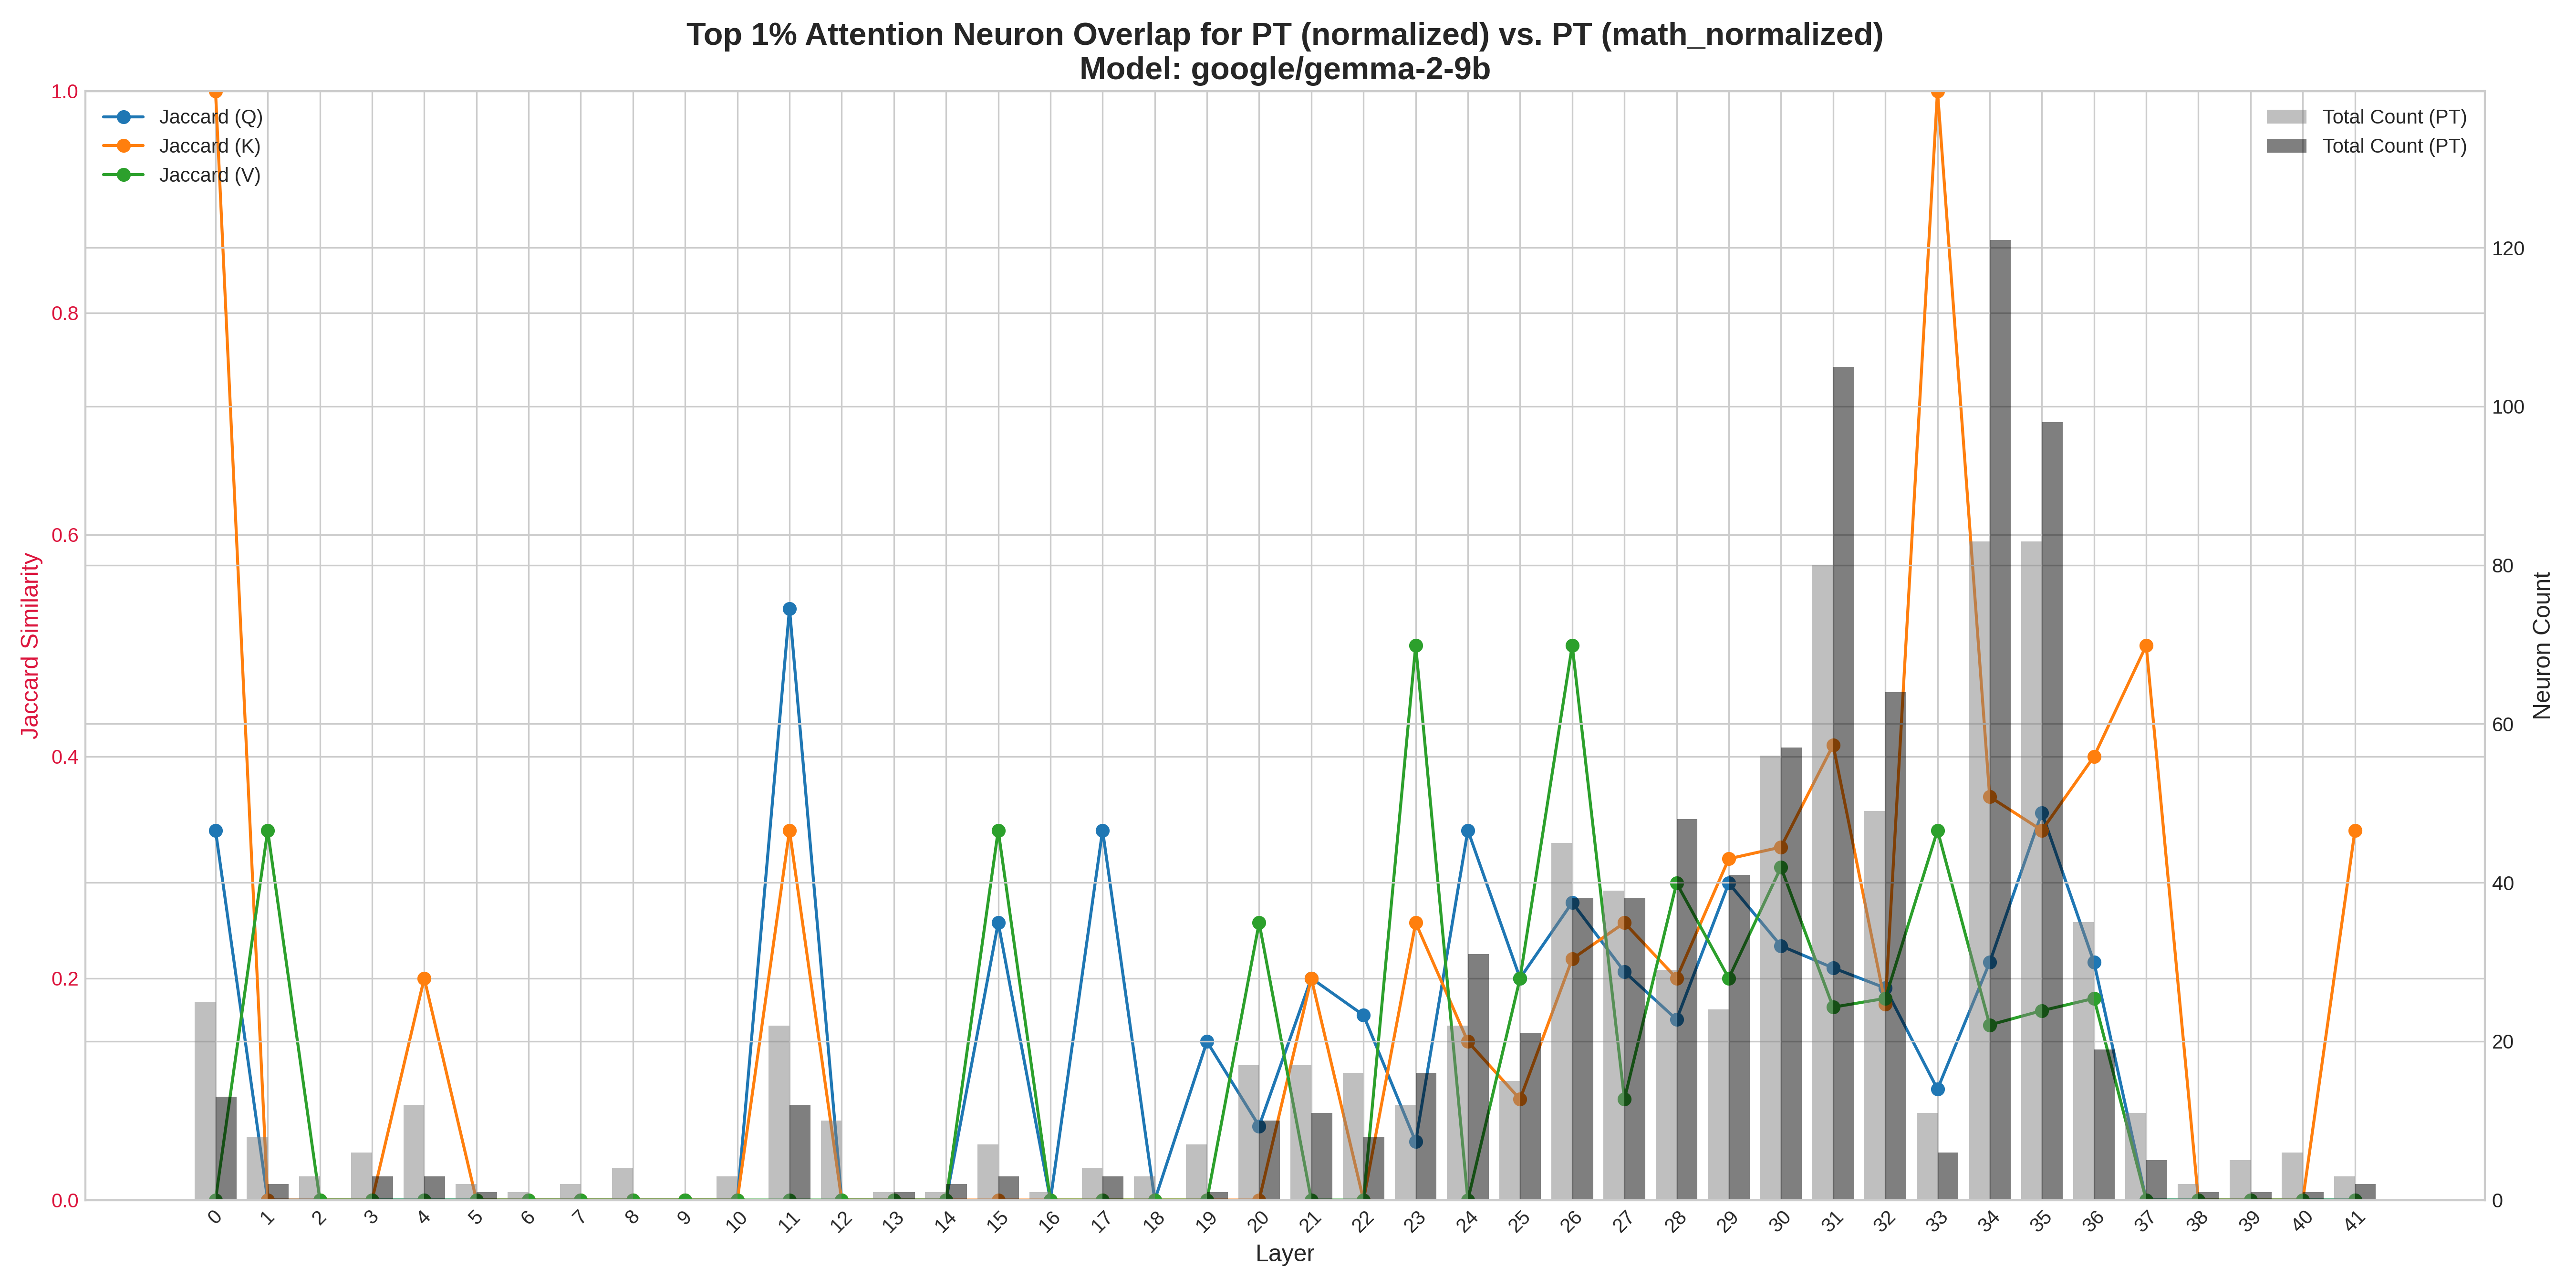 Top 1% Attention Neuron Overlap for PT (normalized) vs. PT (math_normalized)
Model: google/gemma-2-9b
Jaccard (Q)
Jaccard (K)
Jaccard (V)
Total Count (PT)
Total Count (PT)
Jaccard Similarity
1.0
0.8
0.6
0.4
0.2
0.0
Neuron Count
120
100
80
60
40
20
0
0 1 2 3 4 5 6 7 8 9 10 11 12 13 14 15 16 17 18 19 20 21 22 23 24 25 26 27 28 29 30 31 32 33 34 35 36 37 38 39 40 41
Layer